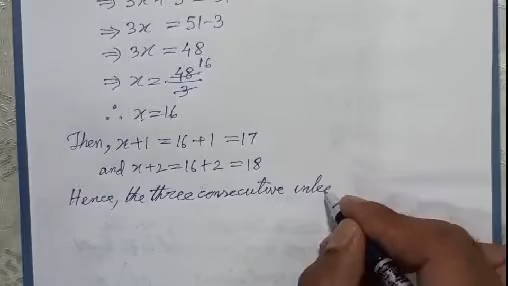 ⇒ 3x = 51-3
⇒ 3x = 48
⇒ x = 48/3 16
∴ x=16
Then, x+1 = 16+1 =17
and x+2=16+2 =18
Hence, the three consecutive